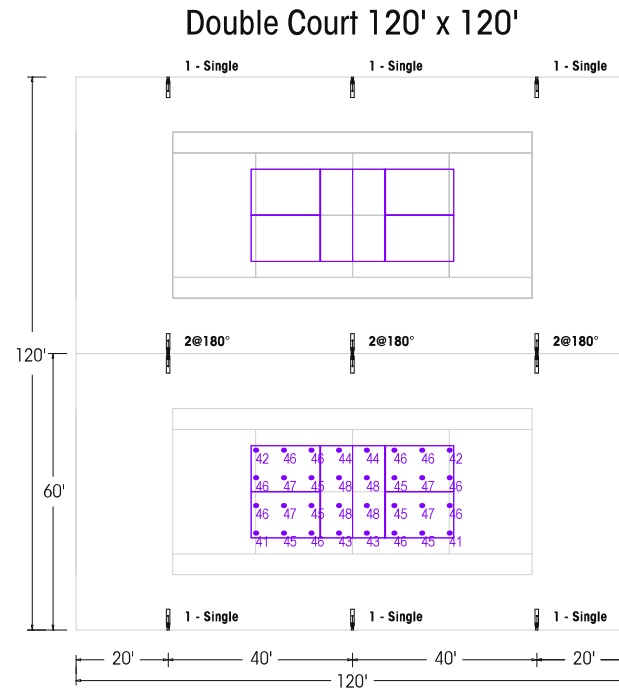 Double Court 120' x 120'
1 - Single 1 - Single 1 - Single
2@180° 2@180° 2@180°
120'
42 46 46 44 44 46 46 42
46 47 45 48 48 45 47 46
60'
46 47 45 48 48 45 47 46
41 45 46 43 43 46 45 41
1 - Single 1 - Single 1 - Single
20' 40' 40' 20'
120'